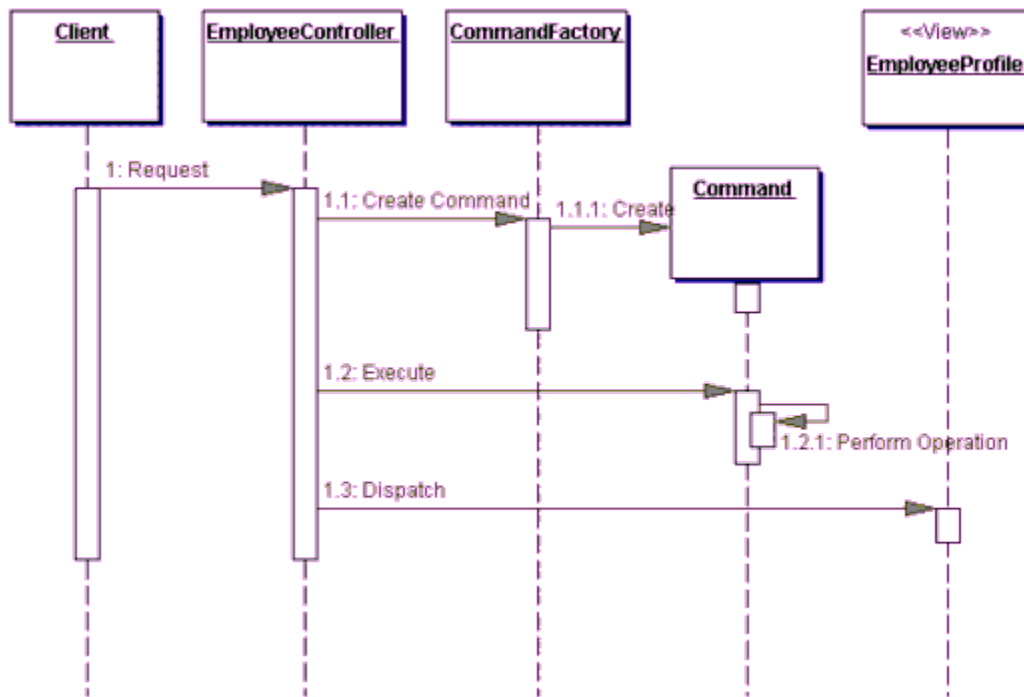 Client
EmployeeController
CommandFactory
<<View>>
EmployeeProfile
1: Request
Command
1.1: Create Command
1.1.1: Create
1.2: Execute
1.2.1: Perform Operation
1.3: Dispatch